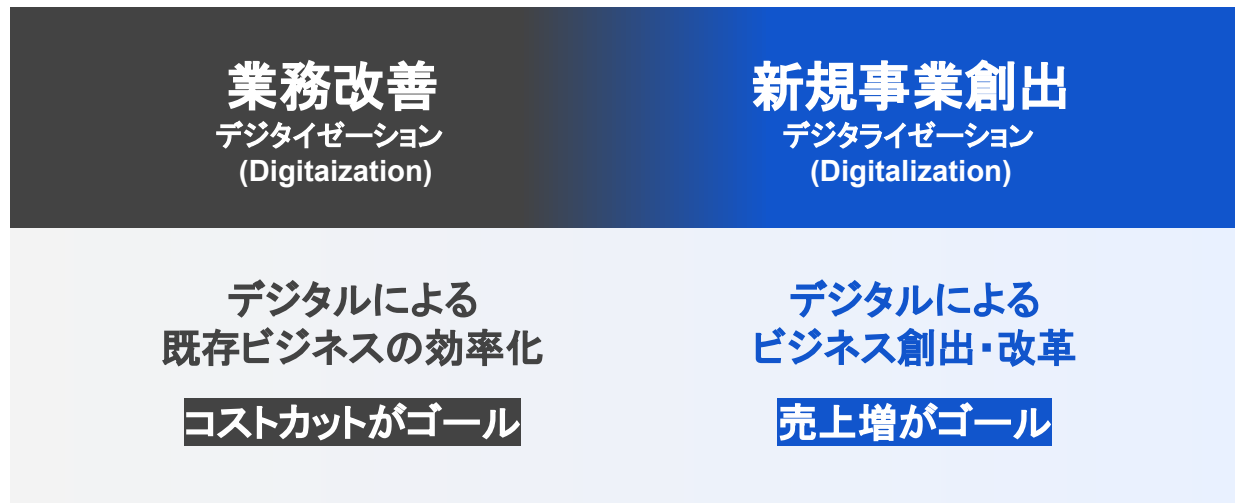 業務改善
デジタイゼーション
(Digitaization)
新規事業創出
デジタライゼーション
(Digitalization)
デジタルによる
既存ビジネスの効率化
コストカットがゴール
デジタルによる
ビジネス創出・改革
売上増がゴール